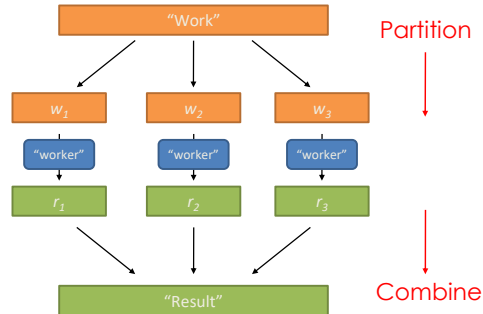 "Work"
Partition
w₁ w₂ w₃
"worker" "worker" "worker"
r₁ r₂ r₃
"Result"
Combine